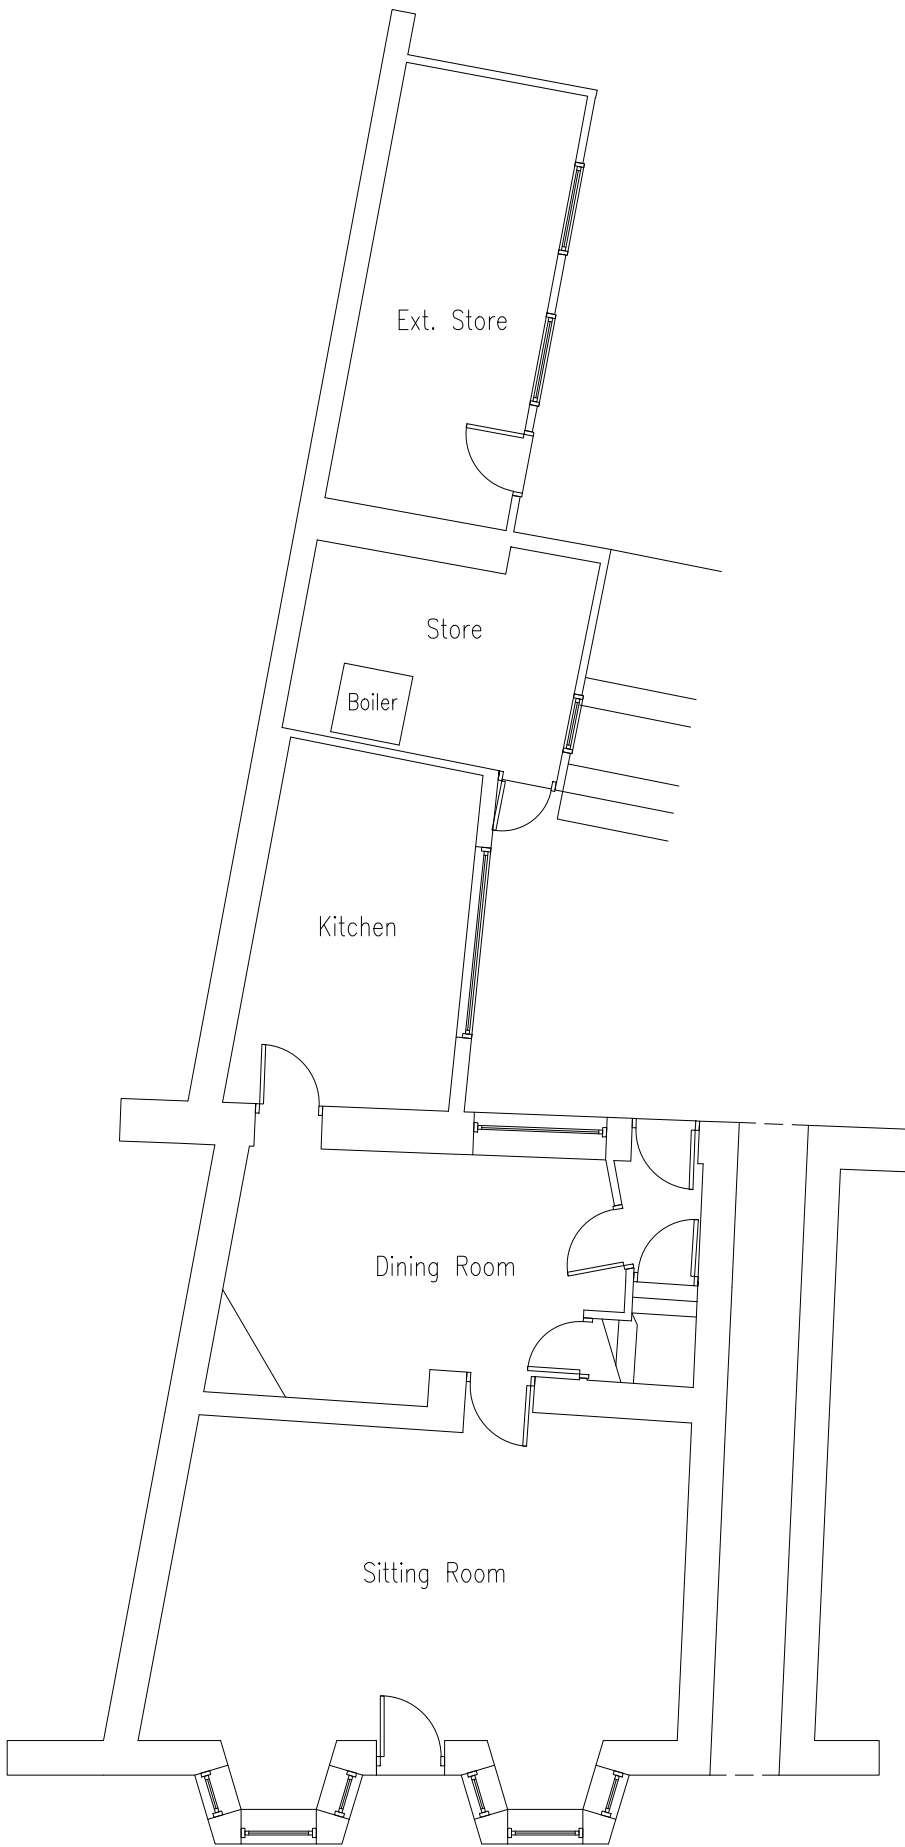 Ext. Store
Store
Boiler
Kitchen
Dining Room
Sitting Room